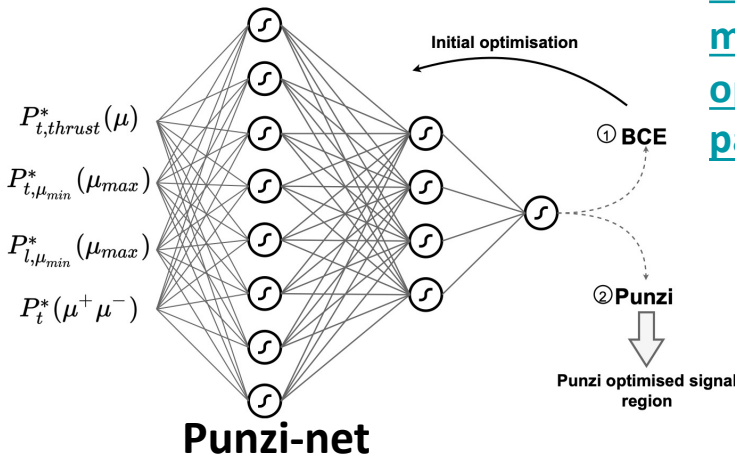 Initial optimisation
P*t,thrust(μ)
① BCE
P*t,μmin(μmax)
P*l,μmin(μmax)
P*t(μ+μ−)
② Punzi
Punzi optimised signal
region
Punzi-net